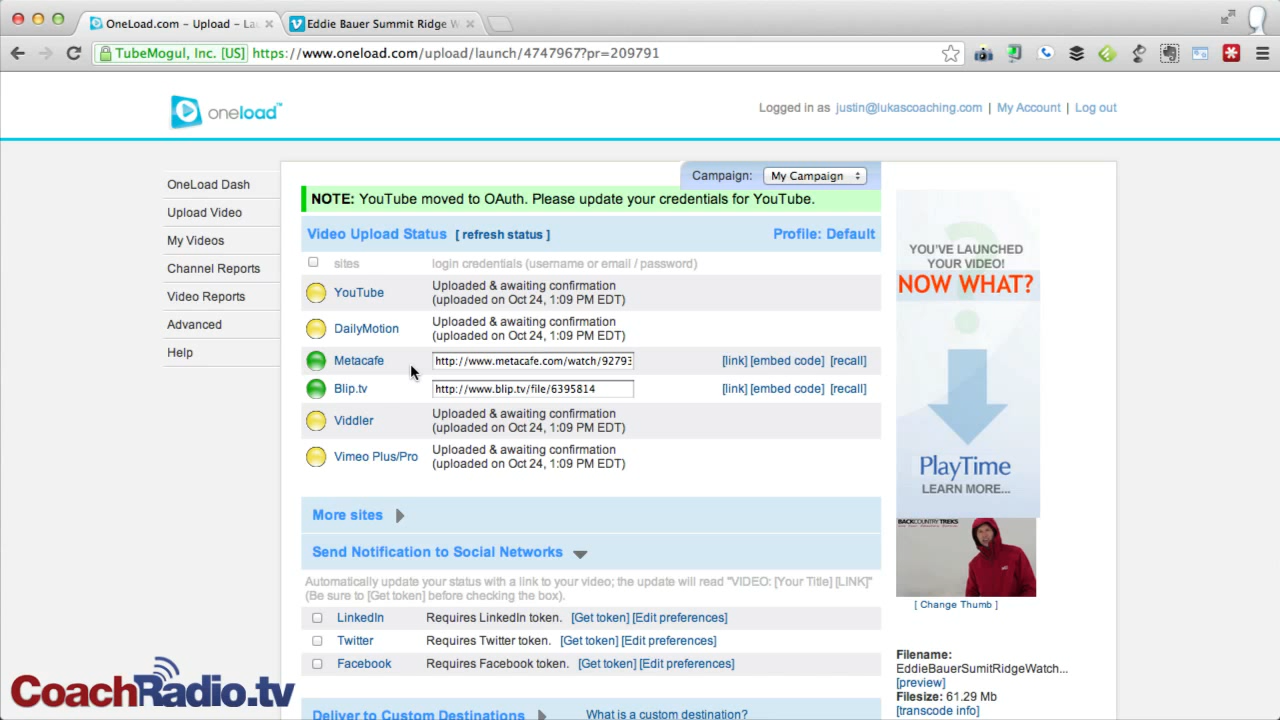 OneLoad.com – Upload – La
Eddie Bauer Summit Ridge W
TubeMogul, Inc. [US] https://www.oneload.com/upload/launch/4747967?pr=209791
oneload™
Logged in as justin@lukascoaching.com | My Account | Log out
OneLoad Dash
Upload Video
My Videos
Channel Reports
Video Reports
Advanced
Help
Campaign: My Campaign
NOTE: YouTube moved to OAuth. Please update your credentials for YouTube.
Video Upload Status [ refresh status ] Profile: Default
sites login credentials (username or email / password)
YouTube Uploaded & awaiting confirmation
(uploaded on Oct 24, 1:09 PM EDT)
DailyMotion Uploaded & awaiting confirmation
(uploaded on Oct 24, 1:09 PM EDT)
Metacafe http://www.metacafe.com/watch/9279 [link] [embed code] [recall]
Blip.tv http://www.blip.tv/file/6395814 [link] [embed code] [recall]
Viddler Uploaded & awaiting confirmation
(uploaded on Oct 24, 1:09 PM EDT)
Vimeo Plus/Pro Uploaded & awaiting confirmation
(uploaded on Oct 24, 1:09 PM EDT)
More sites
Send Notification to Social Networks
Automatically update your status with a link to your video; the update will read "VIDEO: [Your Title] [LINK]"
(Be sure to [Get token] before checking the box).
LinkedIn Requires LinkedIn token. [Get token] [Edit preferences]
Twitter Requires Twitter token. [Get token] [Edit preferences]
Facebook Requires Facebook token. [Get token] [Edit preferences]
Deliver to Custom Destinations What is a custom destination?
YOU'VE LAUNCHED
YOUR VIDEO!
NOW WHAT?
PlayTime
LEARN MORE...
BACKCOUNTRY TREKS
[ Change Thumb ]
Filename:
EddieBauerSumitRidgeWatch...
[preview]
Filesize: 61.29 Mb
[transcode info]
CoachRadio.tv